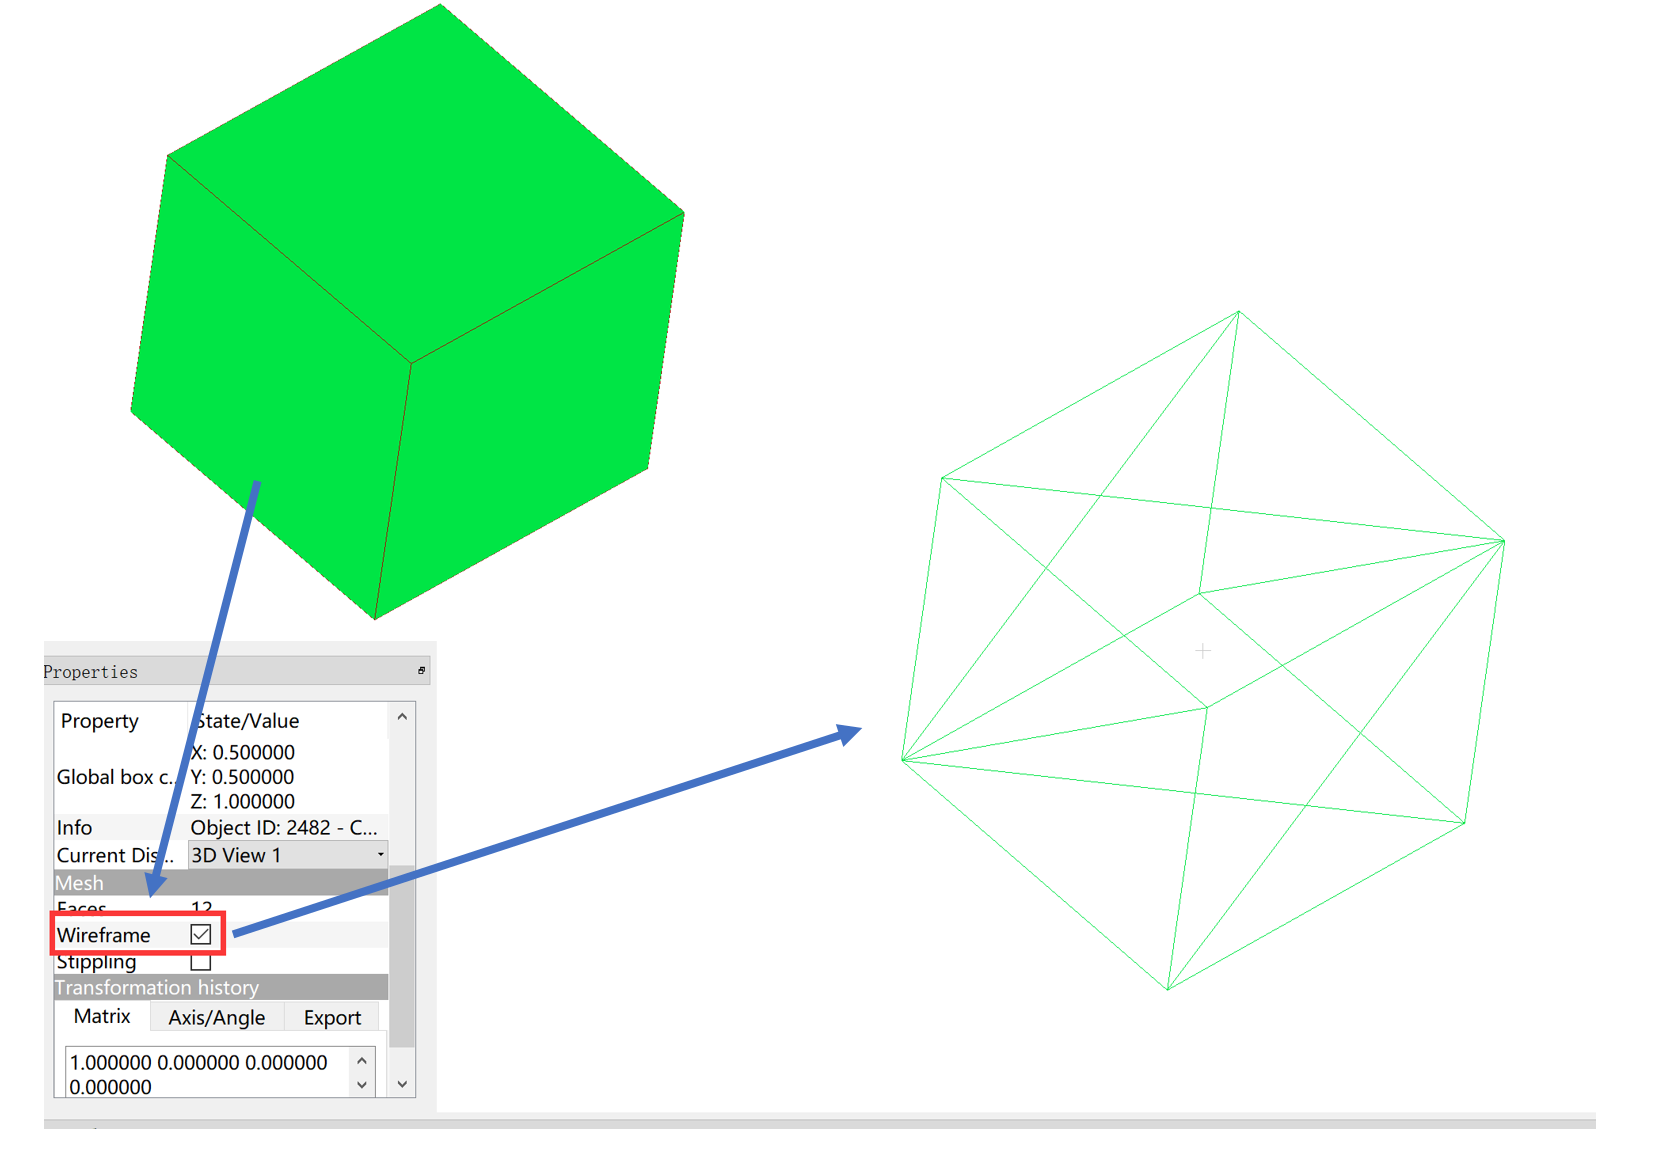 Properties
Property State/Value
X: 0.500000
Global box c... Y: 0.500000
Z: 1.000000
Info Object ID: 2482 - C...
Current Dis... 3D View 1
Mesh
Faces 12
Wireframe
Stippling
Transformation history
Matrix Axis/Angle Export
1.000000 0.000000 0.000000
0.000000